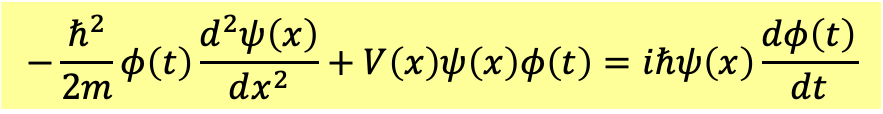 −ħ²/2m ϕ(t) d²ψ(x)/dx² + V(x)ψ(x)ϕ(t) = iħψ(x) dϕ(t)/dt